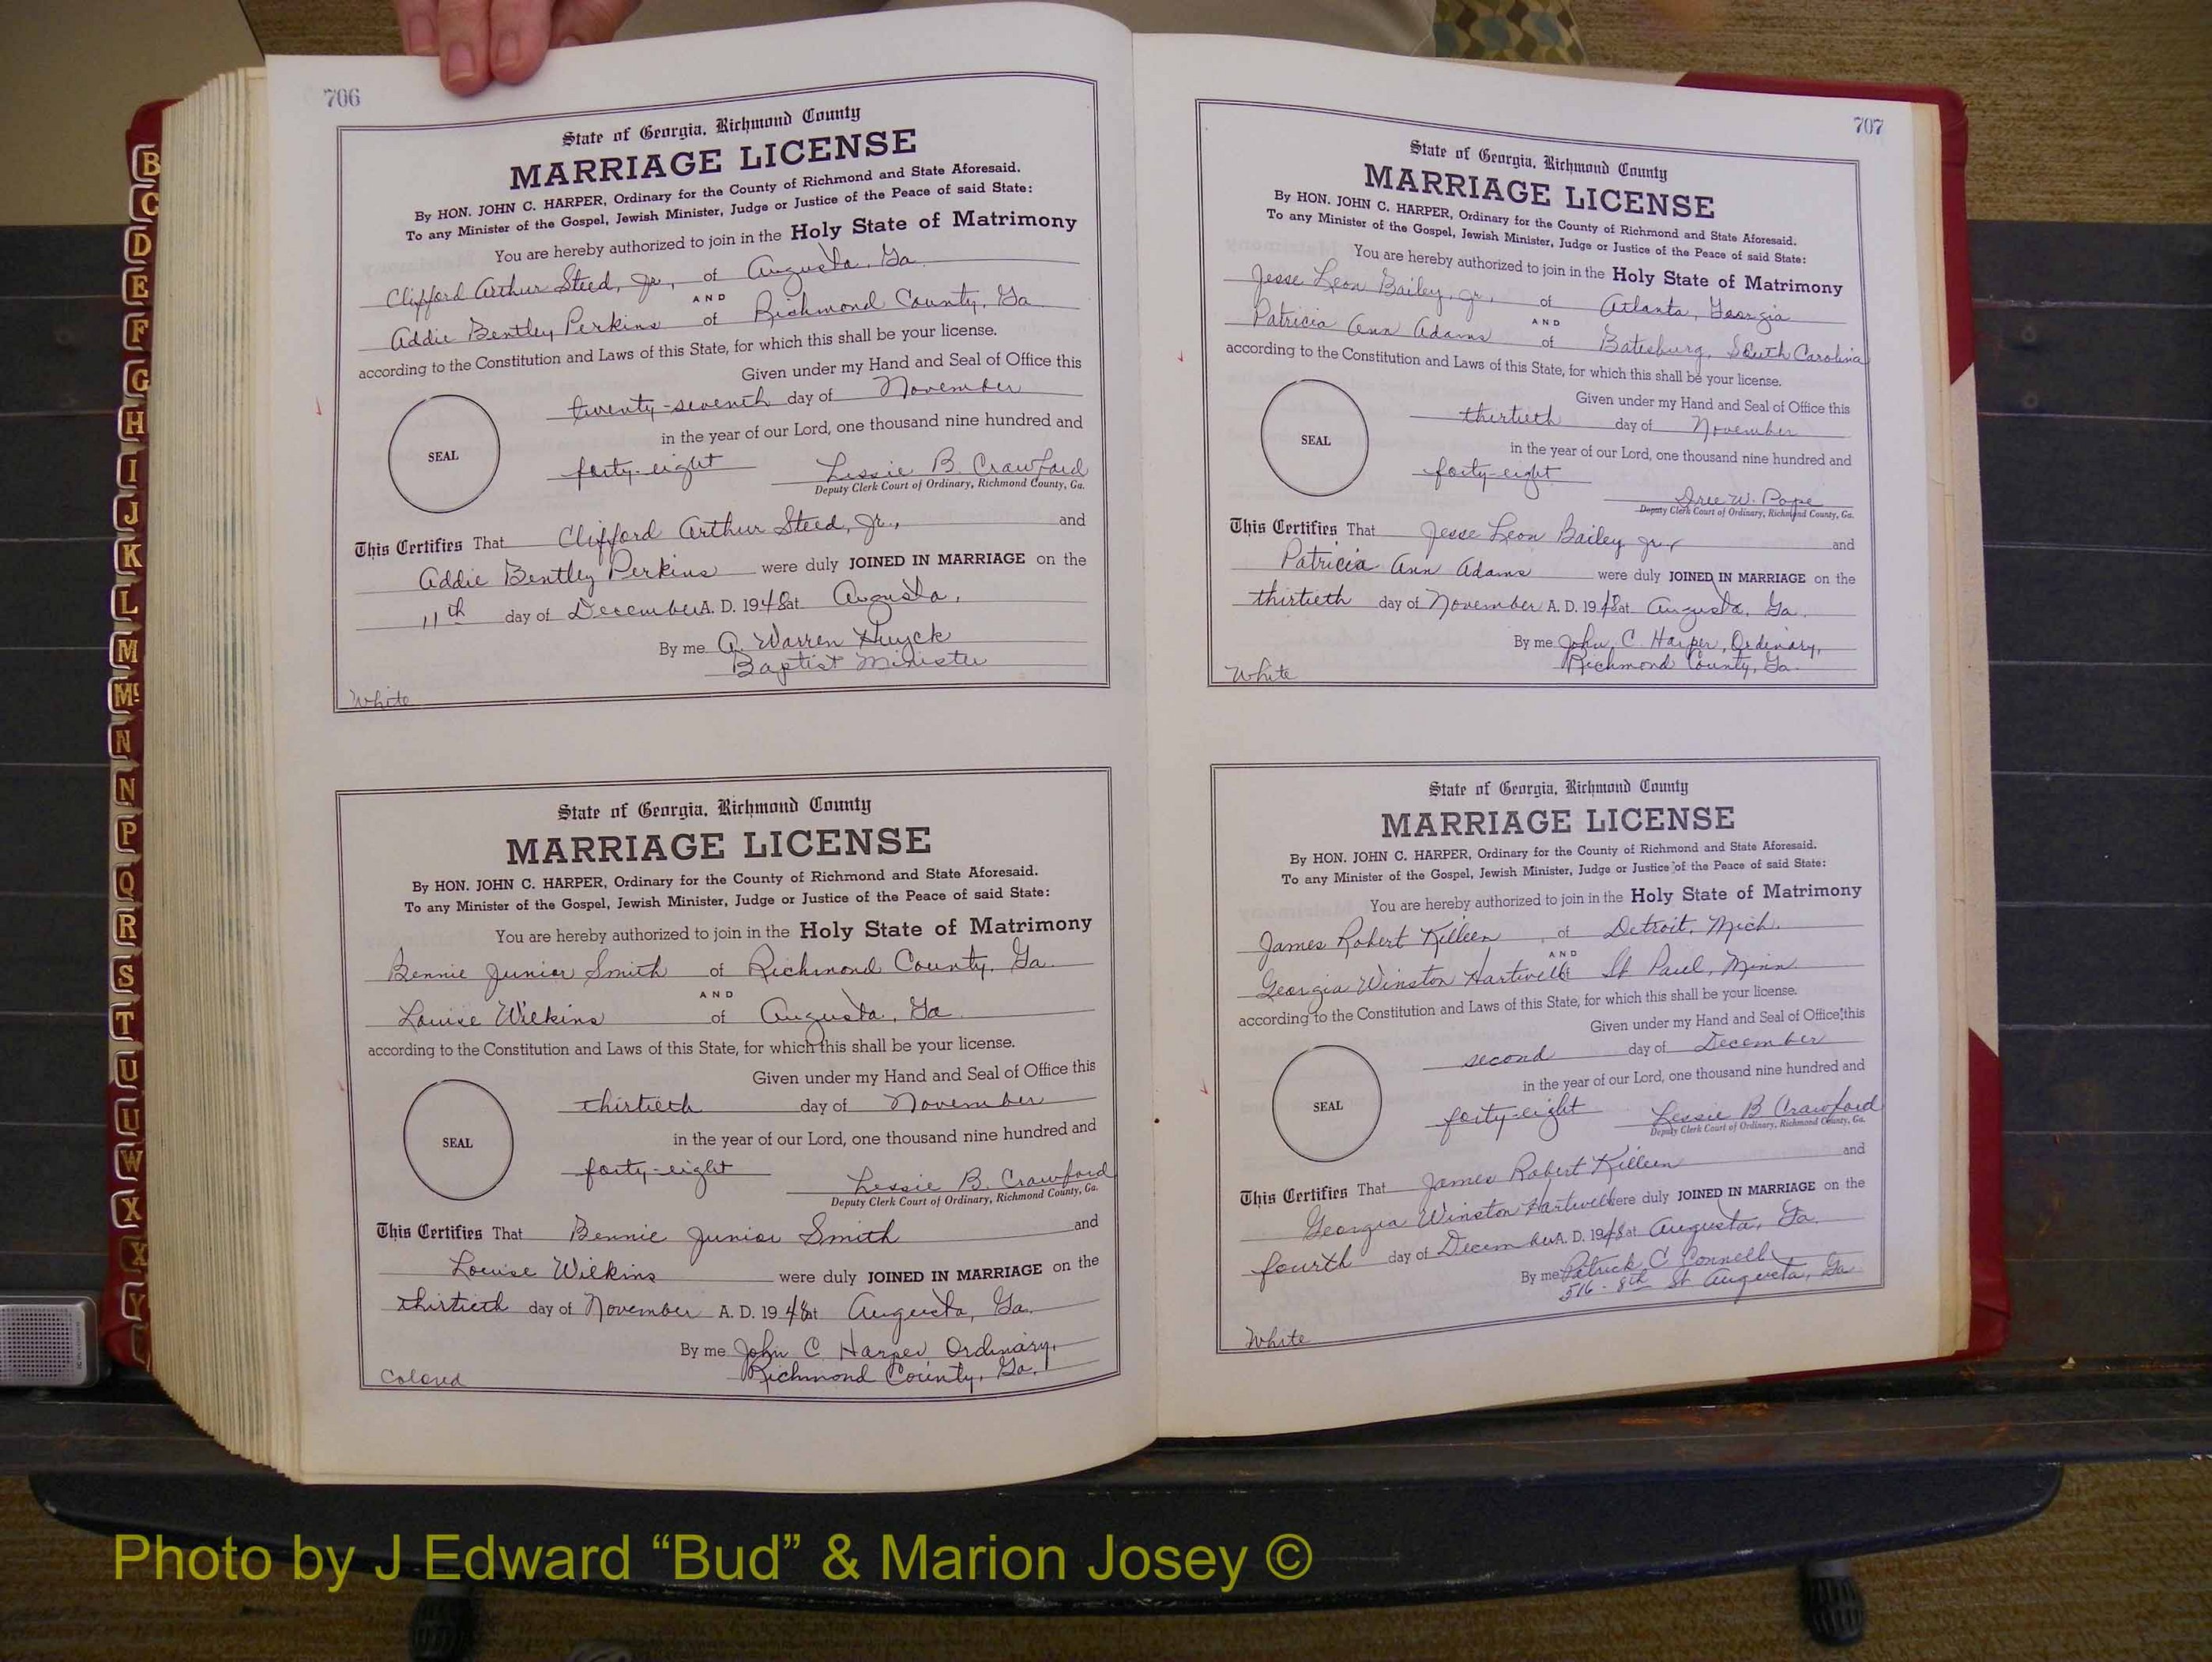 706
State of Georgia, Richmond County
MARRIAGE LICENSE
By HON. JOHN C. HARPER, Ordinary for the County of Richmond and State Aforesaid.
To any Minister of the Gospel, Jewish Minister, Judge or Justice of the Peace of said State:
You are hereby authorized to join in the Holy State of Matrimony
Clifford Arthur Steed, Jr., of Augusta, Ga
AND
Addie Bentley Perkins of Richmond County, Ga
according to the Constitution and Laws of this State, for which this shall be your license.
Given under my Hand and Seal of Office this
twenty-seventh day of November
in the year of our Lord, one thousand nine hundred and
SEAL
forty-eight Lessie B. Crawford
Deputy Clerk Court of Ordinary, Richmond County, Ga.
This Certifies That Clifford Arthur Steed, Jr., and
Addie Bentley Perkins were duly JOINED IN MARRIAGE on the
11th day of December A. D. 1948 at Augusta,
By me A. Warren Huyck
Baptist Minister
White
State of Georgia, Richmond County
MARRIAGE LICENSE
By HON. JOHN C. HARPER, Ordinary for the County of Richmond and State Aforesaid.
To any Minister of the Gospel, Jewish Minister, Judge or Justice of the Peace of said State:
You are hereby authorized to join in the Holy State of Matrimony
Bennie Junior Smith of Richmond County, Ga.
AND
Louise Wilkins of Augusta, Ga
according to the Constitution and Laws of this State, for which this shall be your license.
Given under my Hand and Seal of Office this
thirtieth day of November
in the year of our Lord, one thousand nine hundred and
SEAL
forty-eight Lessie B. Crawford
Deputy Clerk Court of Ordinary, Richmond County, Ga.
This Certifies That Bennie Junior Smith and
Louise Wilkins were duly JOINED IN MARRIAGE on the
thirtieth day of November A. D. 1948 at Augusta, Ga.
By me John C Harper Ordinary,
Richmond County, Ga.
Colored
707
State of Georgia, Richmond County
MARRIAGE LICENSE
By HON. JOHN C. HARPER, Ordinary for the County of Richmond and State Aforesaid.
To any Minister of the Gospel, Jewish Minister, Judge or Justice of the Peace of said State:
You are hereby authorized to join in the Holy State of Matrimony
Jesse Leon Bailey, Jr., of Atlanta, Georgia
AND
Patricia Ann Adams of Batesburg, South Carolina
according to the Constitution and Laws of this State, for which this shall be your license.
Given under my Hand and Seal of Office this
thirtieth day of November
in the year of our Lord, one thousand nine hundred and
SEAL
forty-eight
W. Pope
Deputy Clerk Court of Ordinary, Richmond County, Ga.
This Certifies That Jesse Leon Bailey Jr., and
Patricia Ann Adams were duly JOINED IN MARRIAGE on the
thirtieth day of November A. D. 1948 at Augusta, Ga.
By me John C. Harper, Ordinary,
Richmond County, Ga.
White
State of Georgia, Richmond County
MARRIAGE LICENSE
By HON. JOHN C. HARPER, Ordinary for the County of Richmond and State Aforesaid.
To any Minister of the Gospel, Jewish Minister, Judge or Justice of the Peace of said State:
You are hereby authorized to join in the Holy State of Matrimony
James Robert Killeen of Detroit, Mich.
AND
Georgia Winston Hartwell of St Paul, Minn
according to the Constitution and Laws of this State, for which this shall be your license.
Given under my Hand and Seal of Office this
second day of December
in the year of our Lord, one thousand nine hundred and
SEAL
forty-eight Lessie B Crawford
Deputy Clerk Court of Ordinary, Richmond County, Ga.
This Certifies That James Robert Killeen and
Georgia Winston Hartwell were duly JOINED IN MARRIAGE on the
fourth day of December A. D. 1948 at Augusta, Ga.
By me Patrick C Connell
576 - 8th St Augusta, Ga
White
B
C
D
E
F
G
H
I
J
K
L
M
Mc
N
N
P
Q
R
S
T
U
U
W
X
X
Y
Photo by J Edward “Bud” & Marion Josey ©